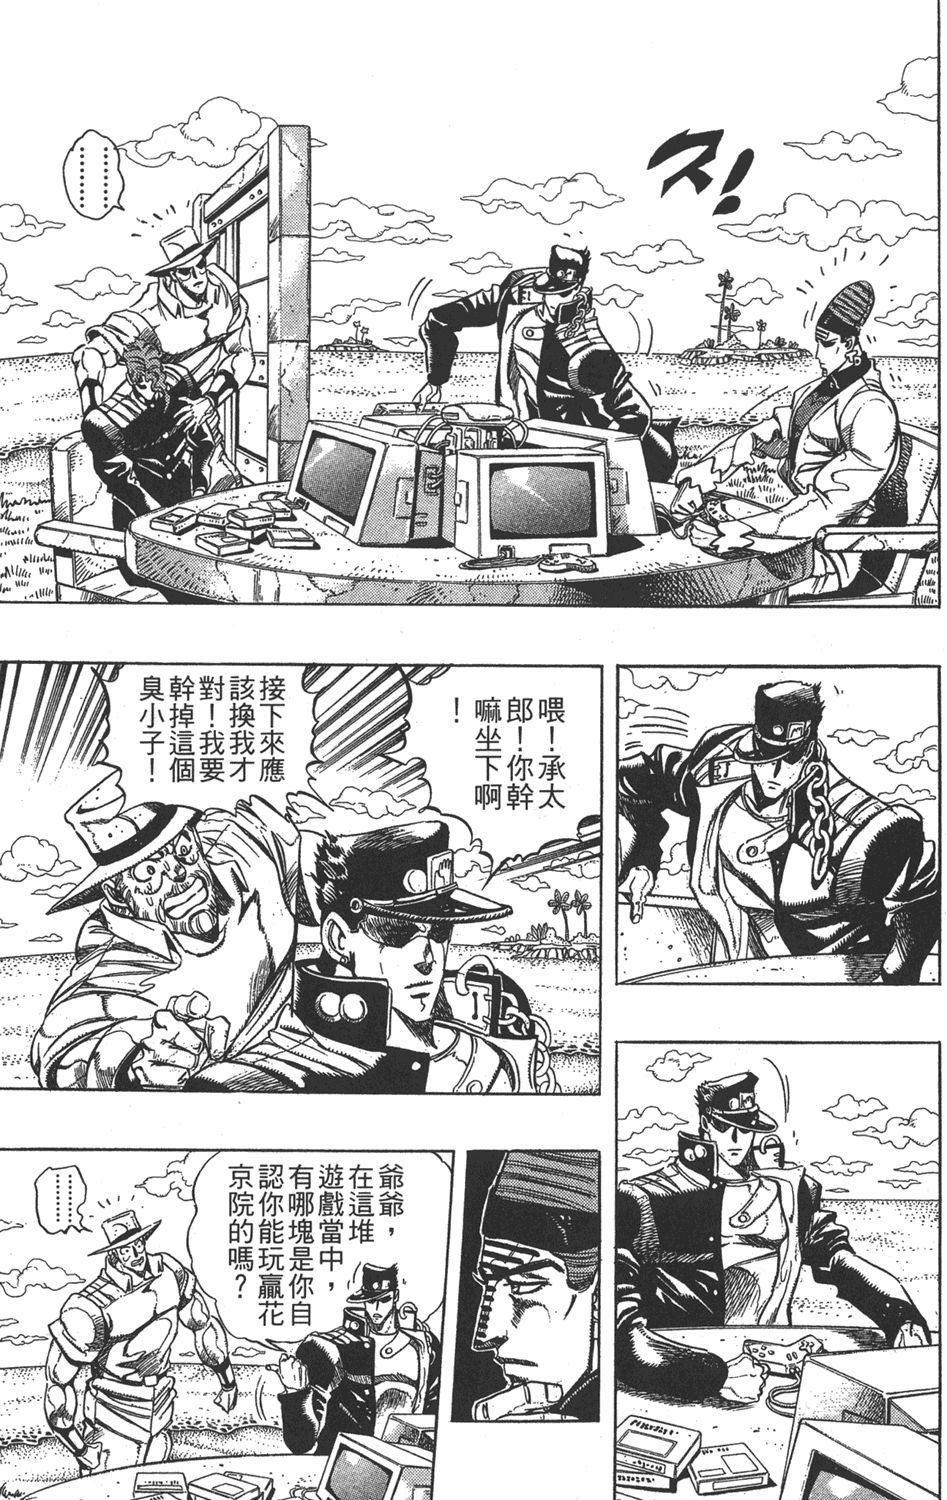 ス!
⋯⋯⋯
喂！承太
郎！你幹
嘛坐下啊
！
接下來應
該換我才
對！我要
幹掉這個
臭小子！
爺爺，
在這堆
遊戲當中，
有哪塊是你自
認你能玩贏花
京院的嗎？
⋯⋯⋯